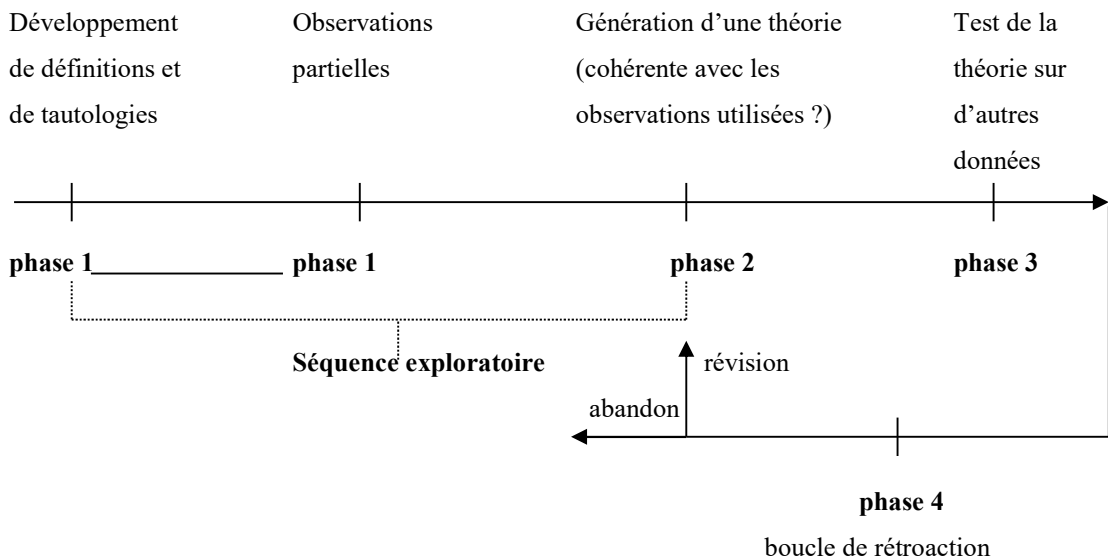 Développement
de définitions et
de tautologies
Observations
partielles
Génération d'une théorie
(cohérente avec les
observations utilisées ?)
Test de la
théorie sur
d'autres
données
phase 1
phase 1
phase 2
phase 3
Séquence exploratoire
révision
abandon
phase 4
boucle de rétroaction